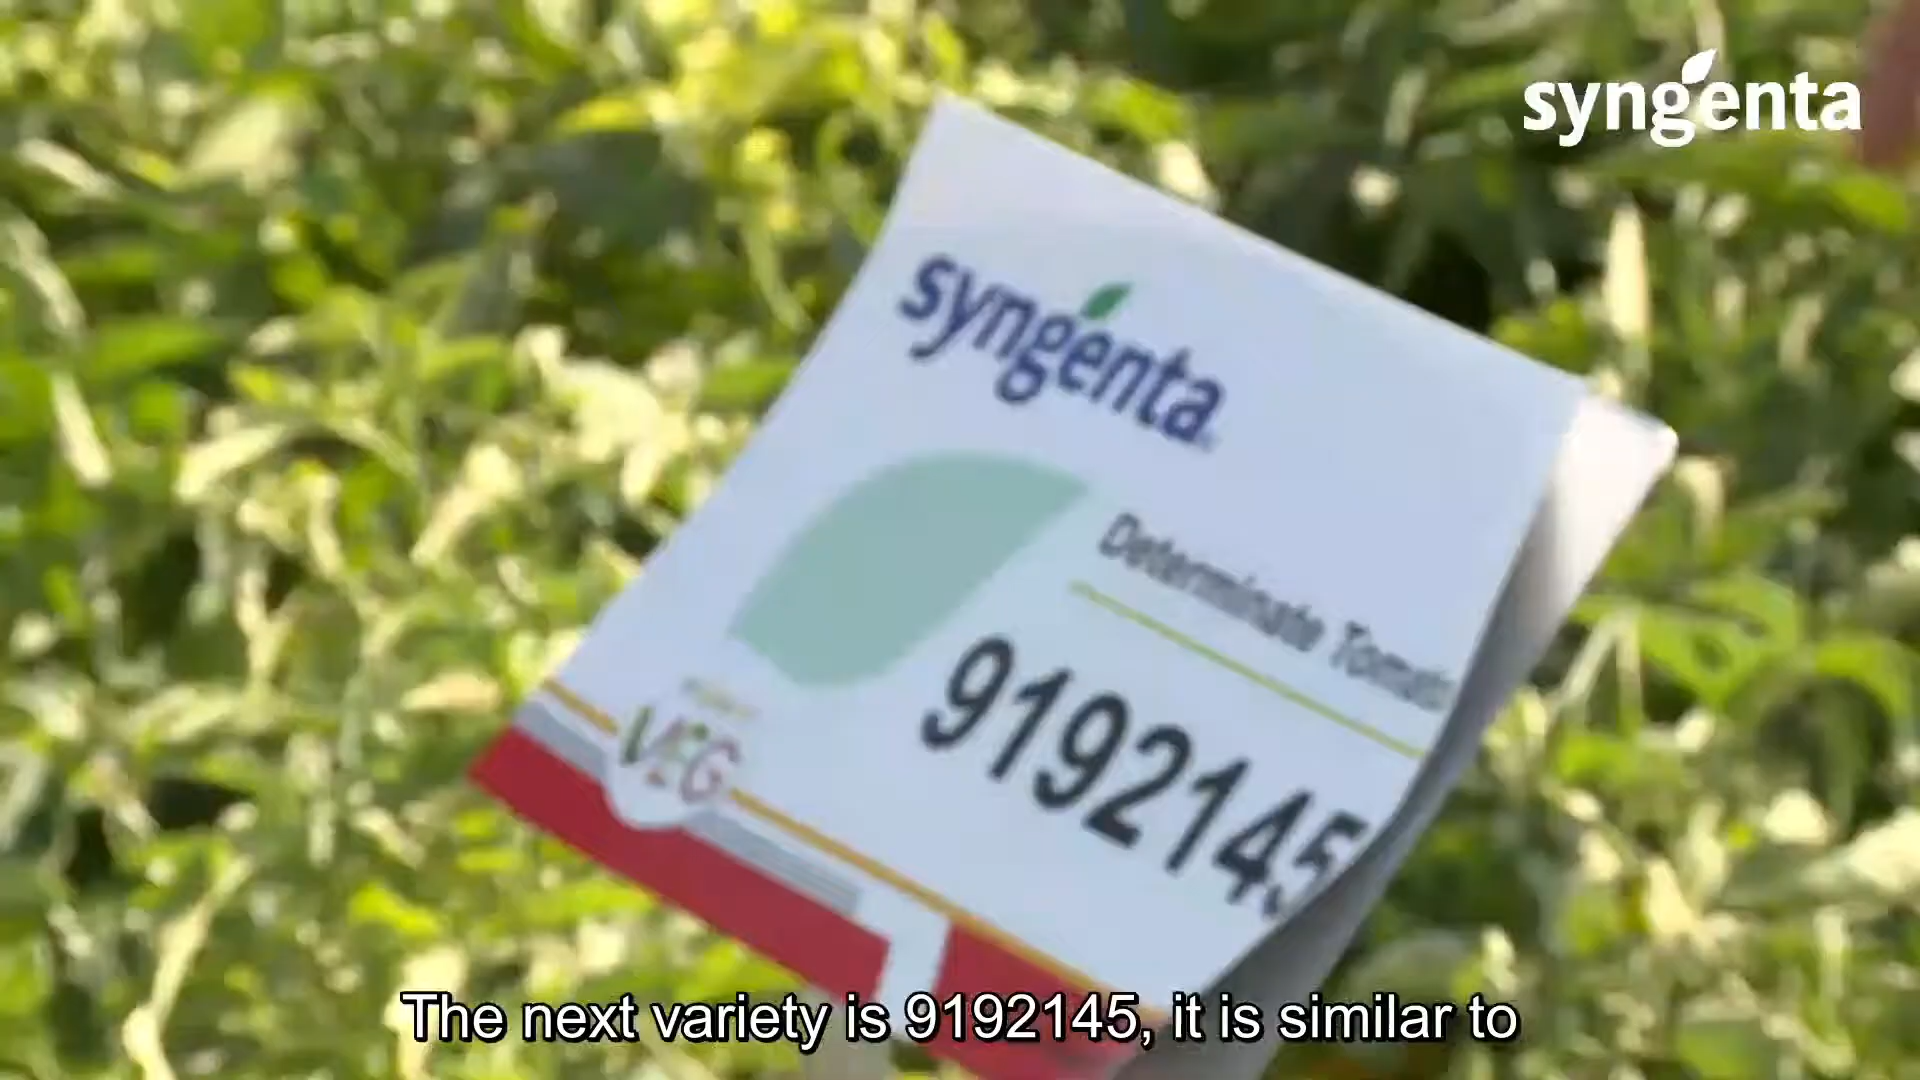 syngenta
syngenta
Determinate Tomato
9192145
VEG
The next variety is 9192145, it is similar to